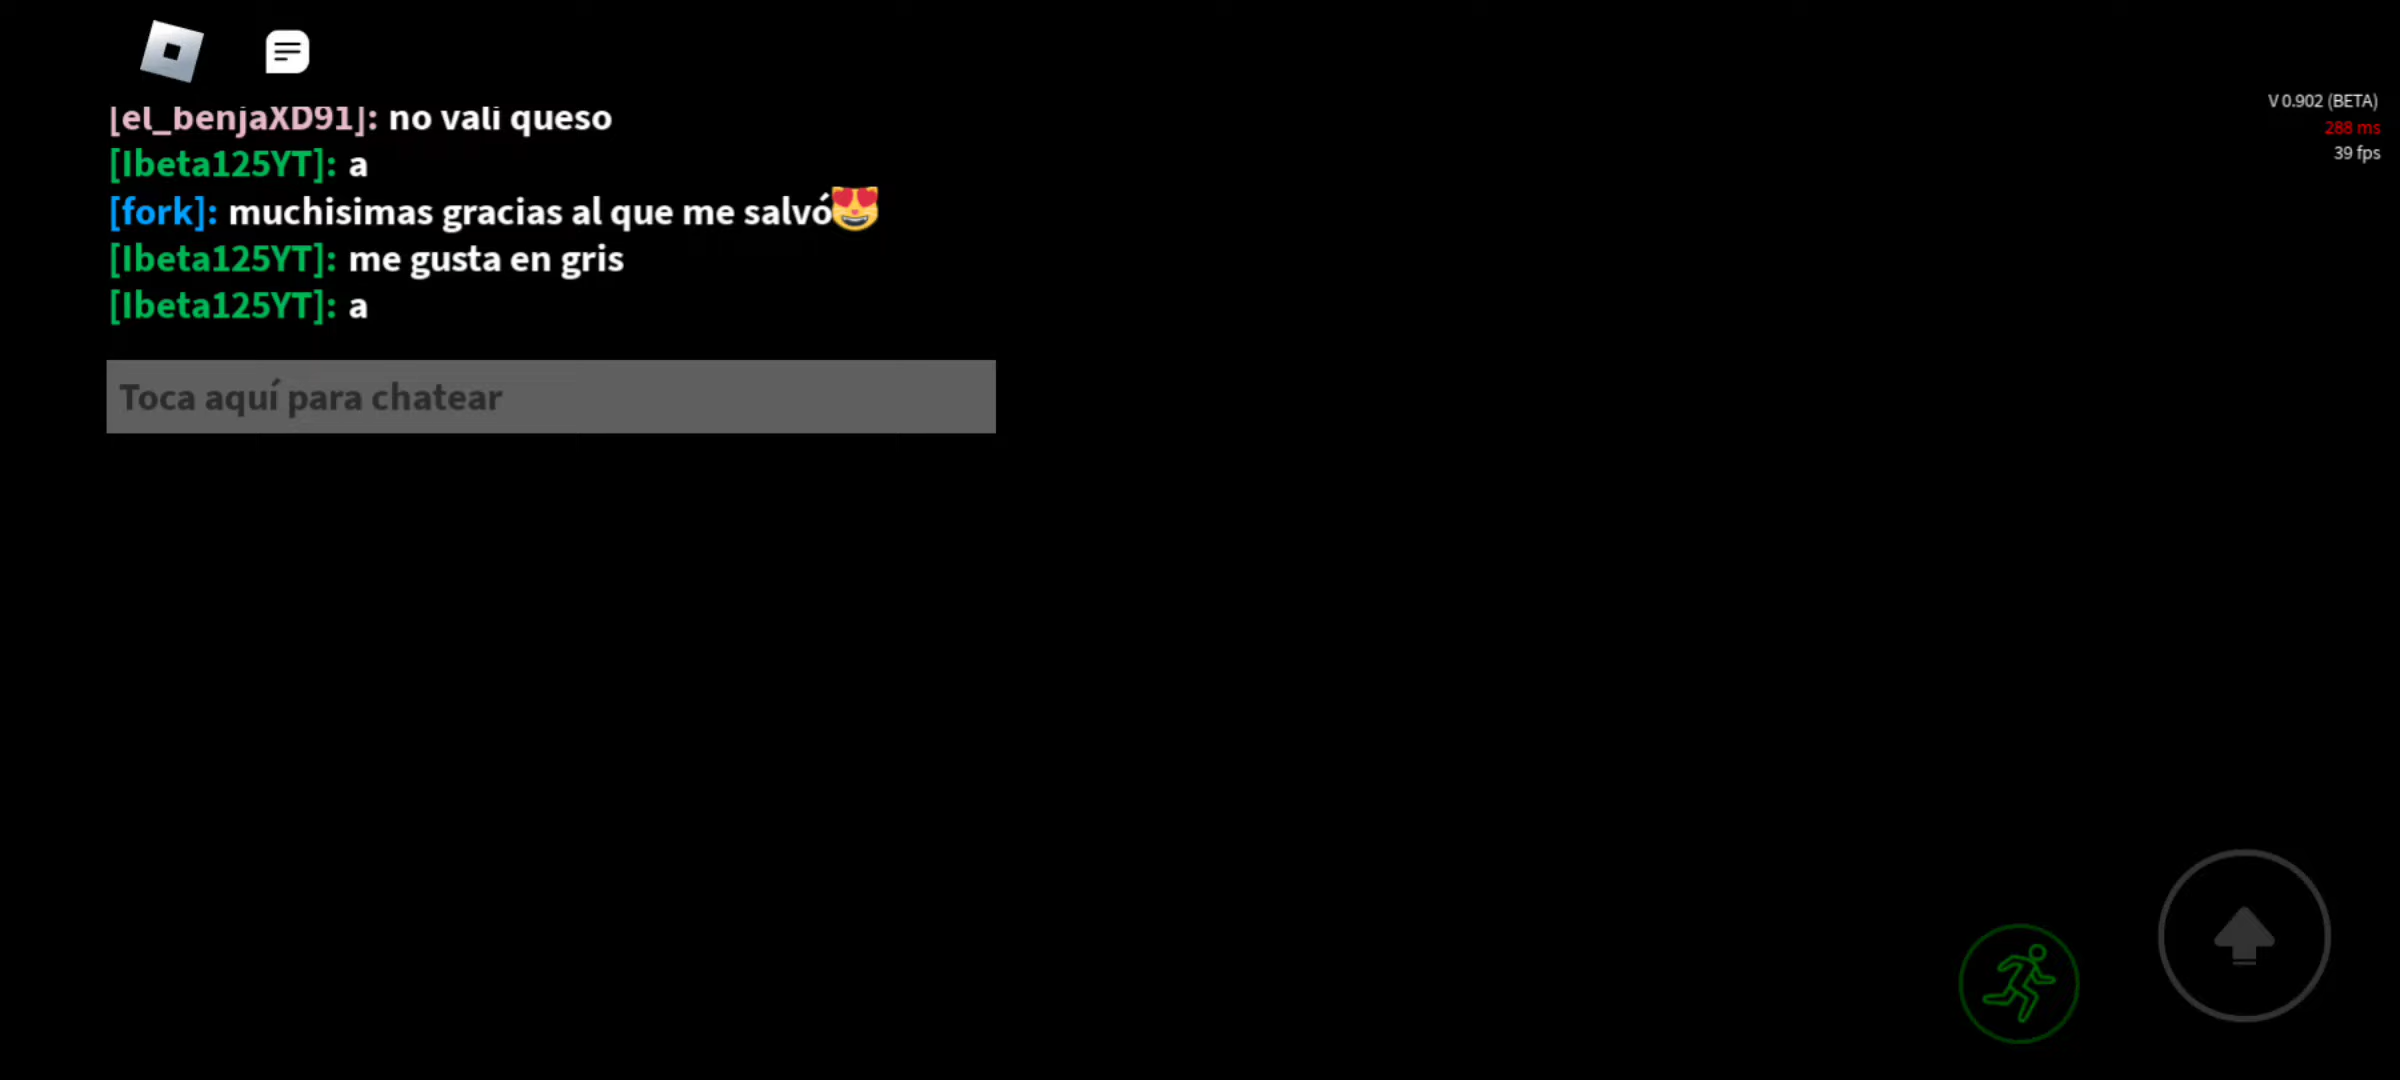 [el_benjaXD91]: no vali queso
[Ibeta125YT]: a
[fork]: muchisimas gracias al que me salvó😻
[Ibeta125YT]: me gusta en gris
[Ibeta125YT]: a
Toca aquí para chatear
V 0.902 (BETA)
288 ms
39 fps